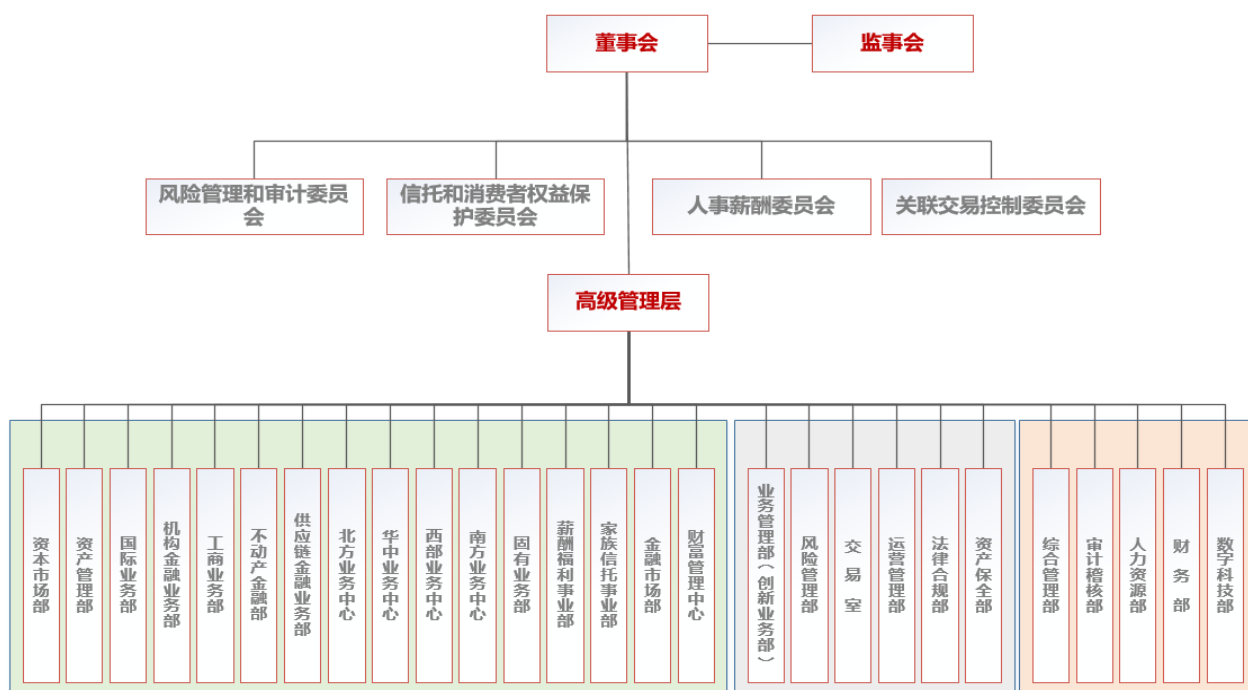 董事会
监事会
风险管理和审计委员
会
信托和消费者权益保
护委员会
人事薪酬委员会
关联交易控制委员会
高级管理层
资本市场部
资产管理部
国际业务部
机构金融业务部
工商业务部
不动产金融部
供应链金融业务部
北方业务中心
华中业务中心
西部业务中心
南方业务中心
固有业务部
薪酬福利事业部
家族信托事业部
金融市场部
财富管理中心
业务管理部（创新业务部）
风险管理部
交易室
运营管理部
法律合规部
资产保全部
综合管理部
审计稽核部
人力资源部
财务部
数字科技部